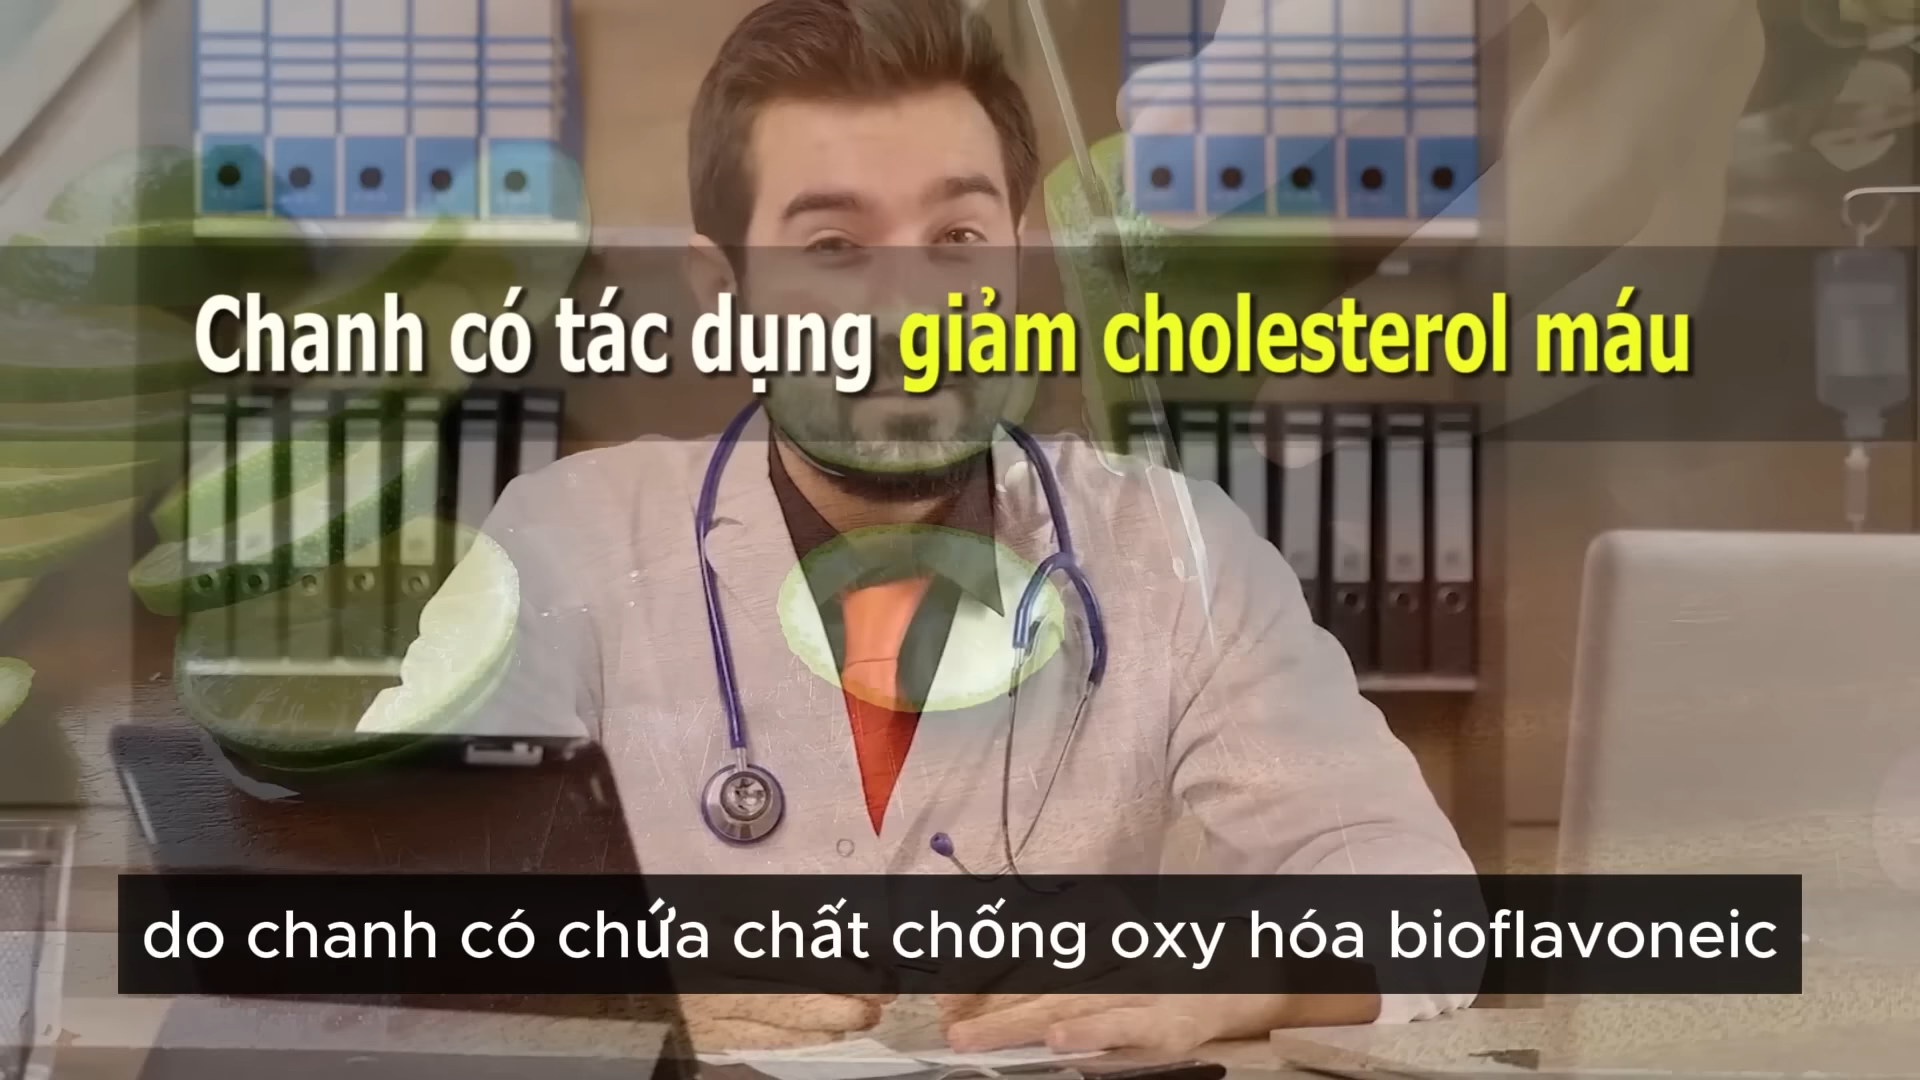 Chanh có tác dụng giảm cholesterol máu
do chanh có chứa chất chống oxy hóa bioflavoneic